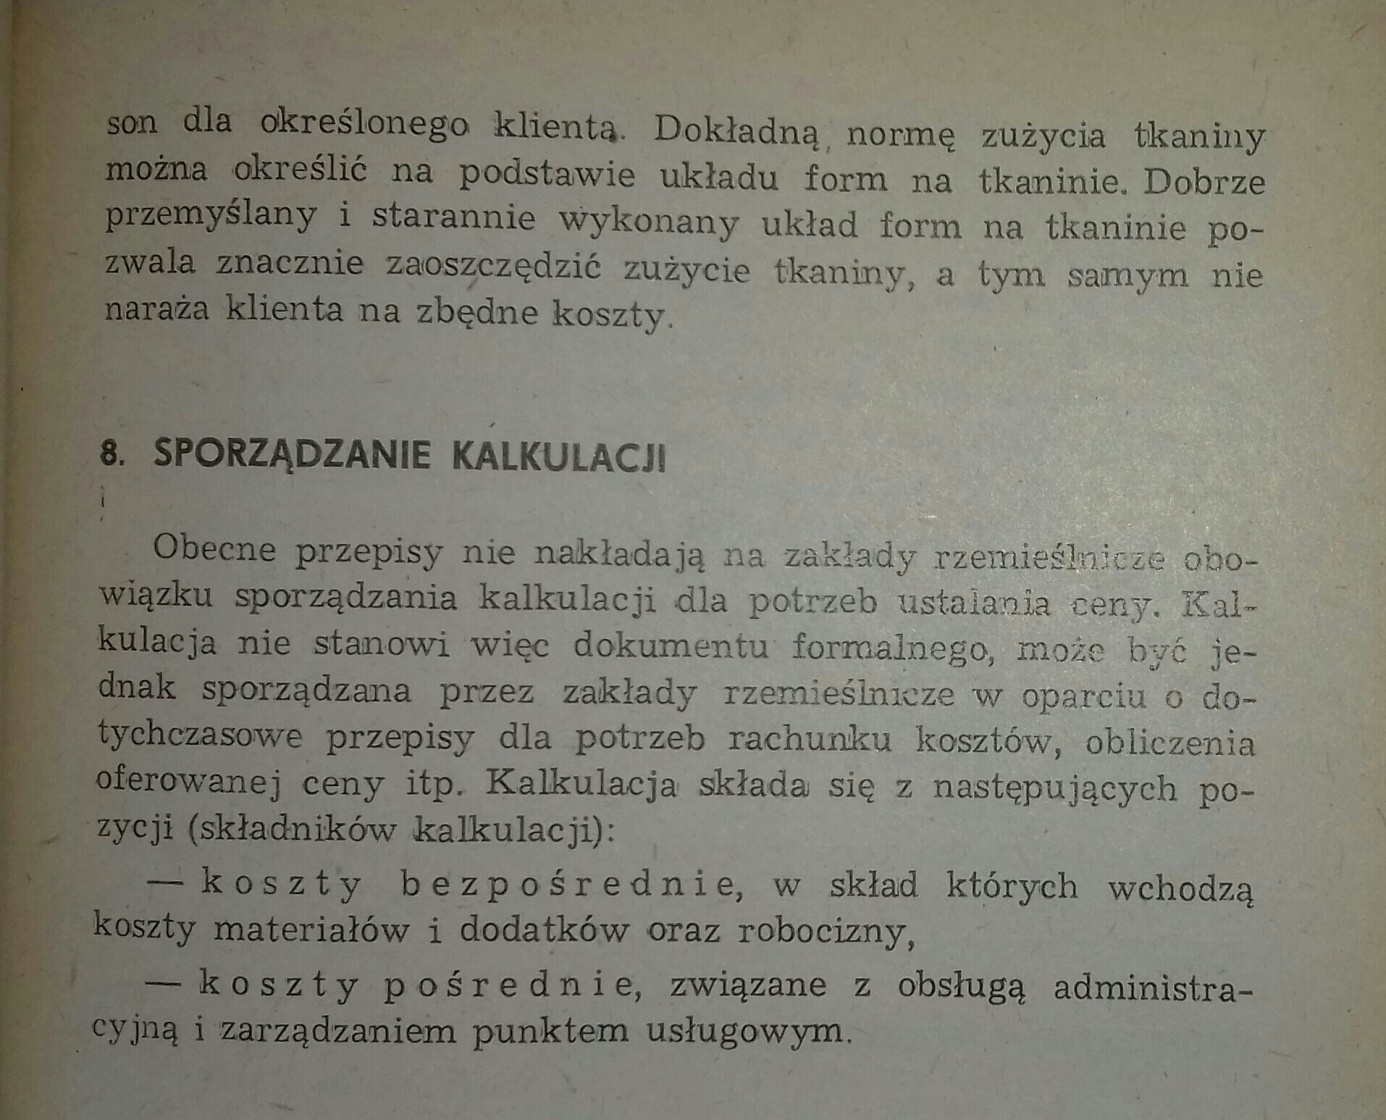 son dla określonego klienta. Dokładną normę zużycia tkaniny
można określić na podstawie układu form na tkaninie. Dobrze
przemyślany i starannie wykonany układ form na tkaninie po-
zwala znacznie zaoszczędzić zużycie tkaniny, a tym samym nie
naraża klienta na zbędne koszty.
8. SPORZĄDZANIE KALKULACJI
Obecne przepisy nie nakładają na zakłady rzemieślnicze obo-
wiązku sporządzania kalkulacji dla potrzeb ustalania ceny. Kal-
kulacja nie stanowi więc dokumentu formalnego, może być je-
dnak sporządzana przez zakłady rzemieślnicze w oparciu o do-
tychczasowe przepisy dla potrzeb rachunku kosztów, obliczenia
oferowanej ceny itp. Kalkulacja składa się z następujących po-
zycji (składników kalkulacji):
— koszty bezpośrednie, w skład których wchodzą
koszty materiałów i dodatków oraz robocizny,
— koszty pośrednie, związane z obsługą administra-
cyjną i zarządzaniem punktem usługowym.